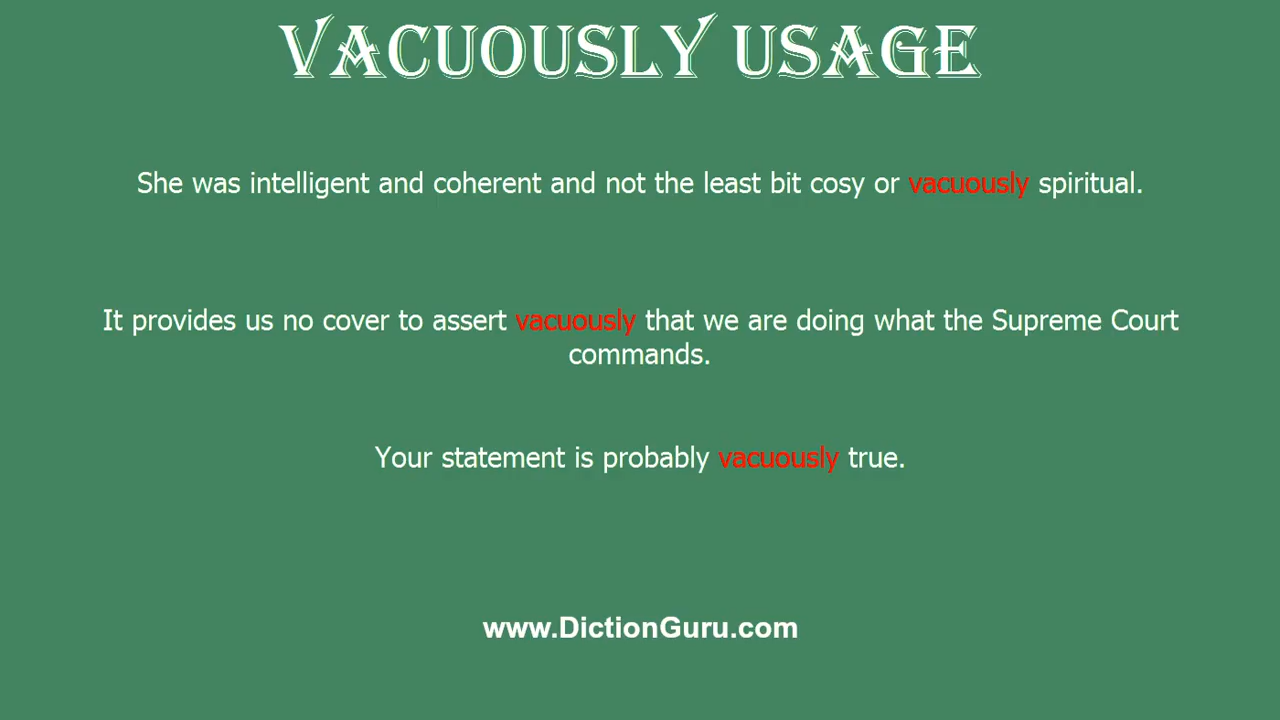 VACUOUSLY USAGE
She was intelligent and coherent and not the least bit cosy or vacuously spiritual.
It provides us no cover to assert vacuously that we are doing what the Supreme Court
commands.
Your statement is probably vacuously true.
www.DictionGuru.com